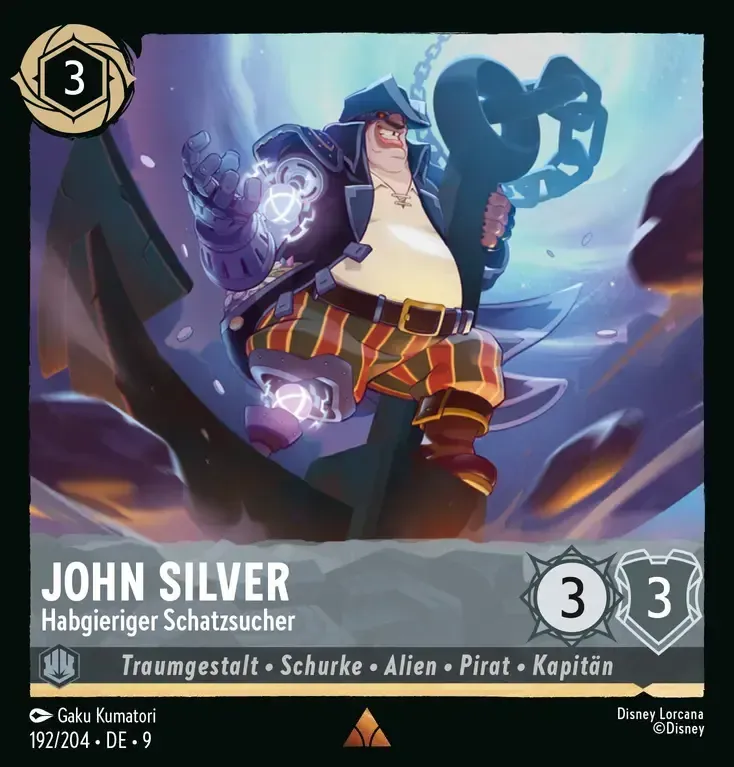 3
JOHN SILVER
Habgieriger Schatzsucher
3 3
Traumgestalt • Schurke • Alien • Pirat • Kapitän
Gaku Kumatori
192/204 • DE • 9
Disney Lorcana
©Disney